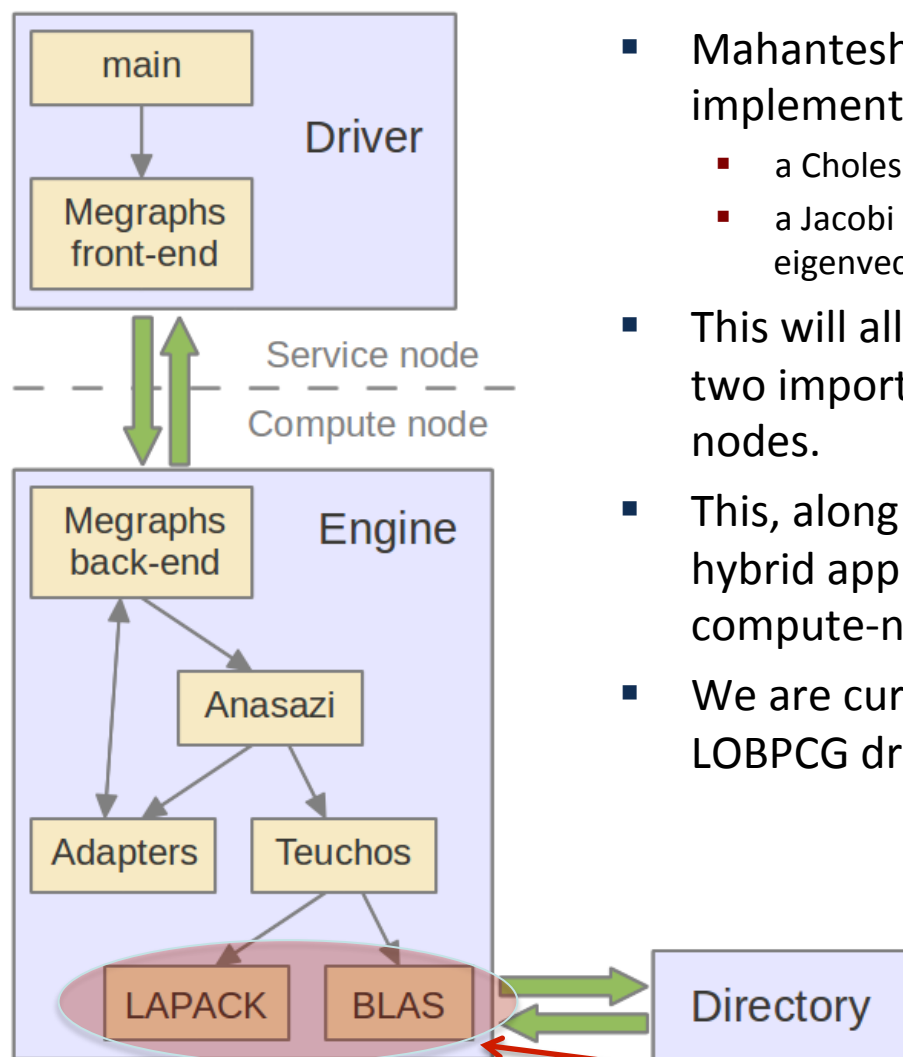 main
Driver
Megraphs
front-end
Service node
Compute node
Megraphs
back-end
Engine
Anasazi
Adapters
Teuchos
LAPACK
BLAS
Directory
▪ Mahantesh
implement
▪ a Choles
▪ a Jacobi
eigenvec
▪ This will all
two import
nodes.
▪ This, along
hybrid app
compute-n
▪ We are cur
LOBPCG dr